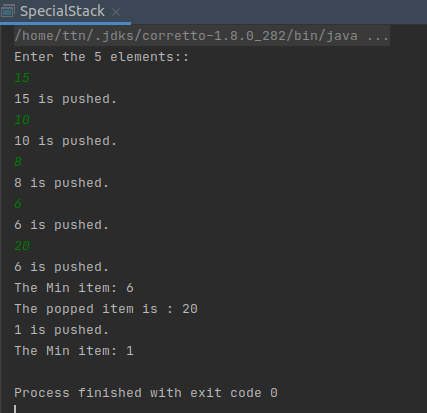 SpecialStack ×
/home/ttn/.jdks/corretto-1.8.0_282/bin/java ...
Enter the 5 elements::
15
15 is pushed.
10
10 is pushed.
8
8 is pushed.
6
6 is pushed.
20
6 is pushed.
The Min item: 6
The popped item is : 20
1 is pushed.
The Min item: 1
Process finished with exit code 0